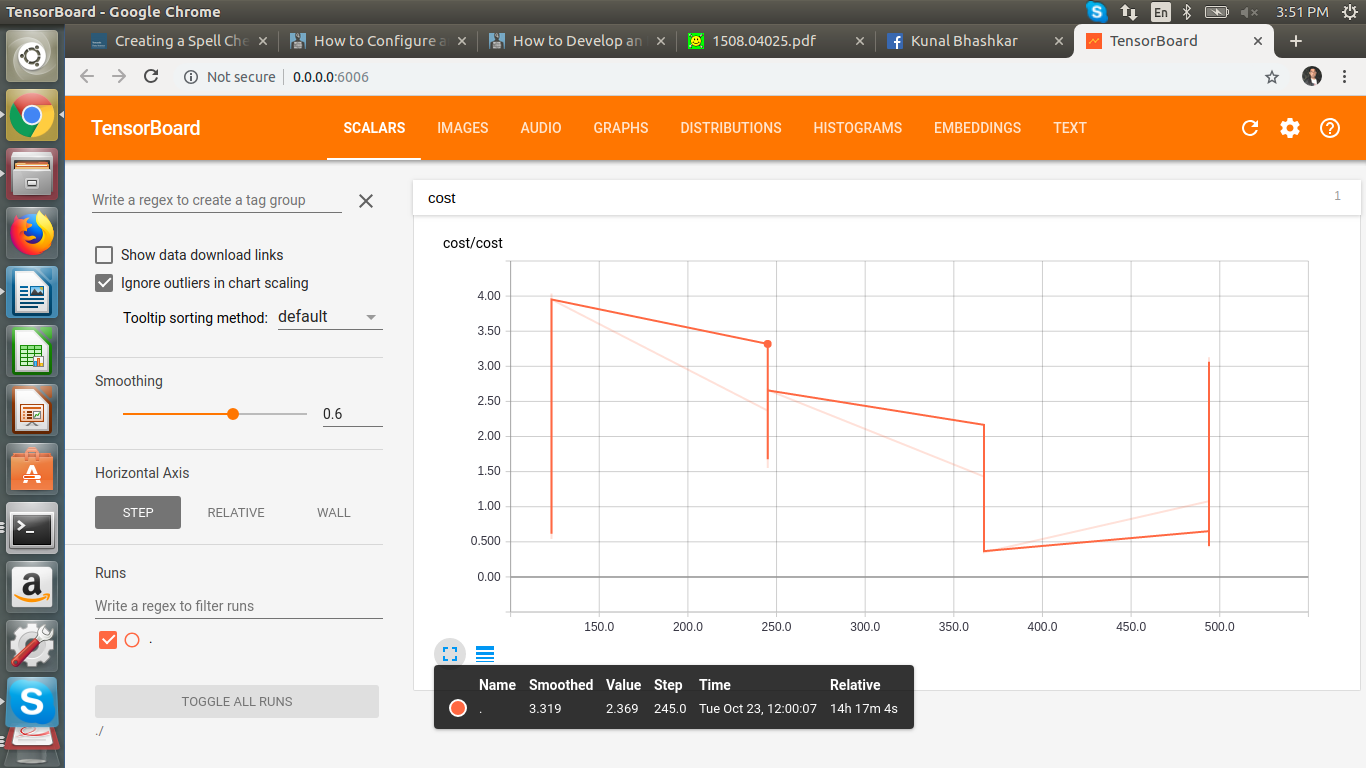 TensorBoard - Google Chrome
En
3:51 PM
Creating a Spell Che
How to Configure a
How to Develop an
1508.04025.pdf
Kunal Bhashkar
TensorBoard
Not secure
0.0.0.0:6006
TensorBoard
SCALARS
IMAGES
AUDIO
GRAPHS
DISTRIBUTIONS
HISTOGRAMS
EMBEDDINGS
TEXT
Write a regex to create a tag group
Show data download links
Ignore outliers in chart scaling
Tooltip sorting method: default
Smoothing
0.6
Horizontal Axis
STEP
RELATIVE
WALL
Runs
Write a regex to filter runs
.
TOGGLE ALL RUNS
./
cost
1
cost/cost
4.00
3.50
3.00
2.50
2.00
1.50
1.00
0.500
0.00
150.0 200.0 250.0 300.0 350.0 400.0 450.0 500.0
Name Smoothed Value Step Time Relative
. 3.319 2.369 245.0 Tue Oct 23, 12:00:07 14h 17m 4s